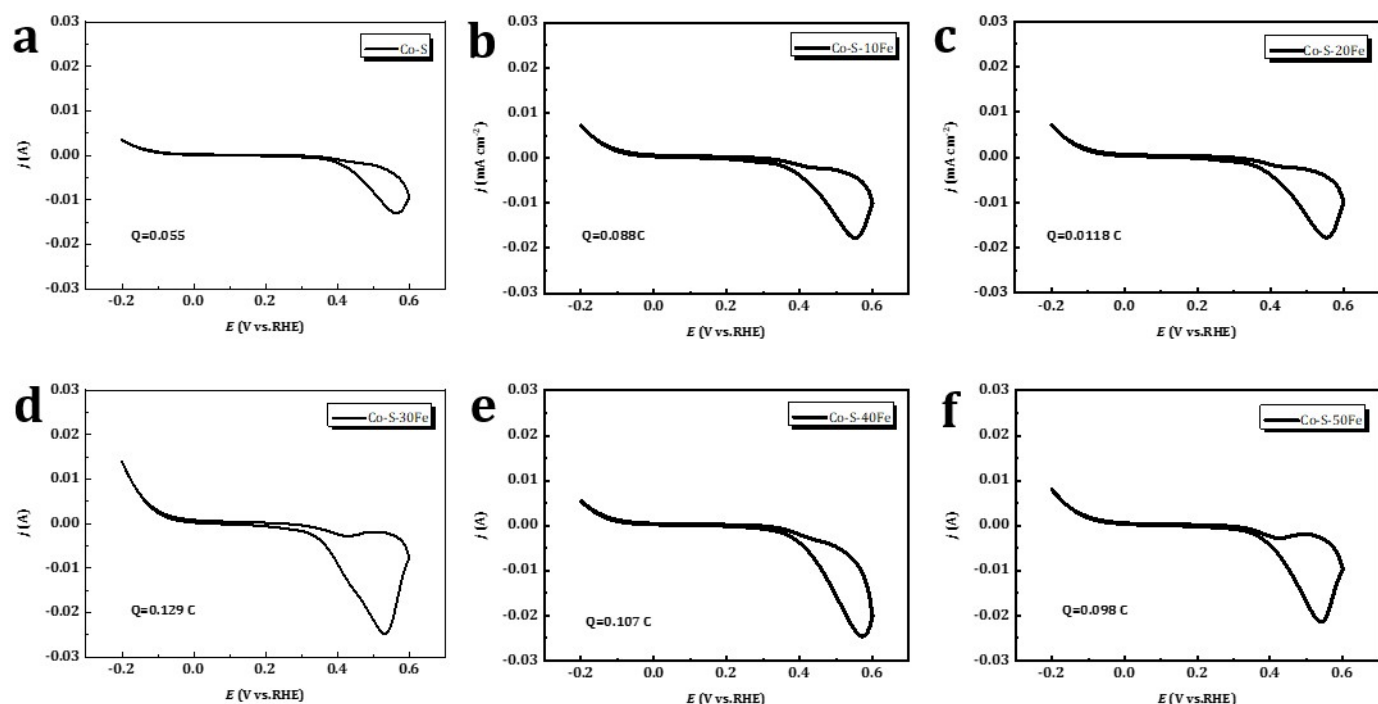 a
Co-S
0.03
0.02
0.01
0.00
-0.01
-0.02
-0.03
j (A)
Q=0.055
-0.2 0.0 0.2 0.4 0.6
E (V vs.RHE)
b
Co-S-10Fe
0.03
0.02
0.01
0.00
-0.01
-0.02
-0.03
j (mA cm-2)
Q=0.088C
-0.2 0.0 0.2 0.4 0.6
E (V vs.RHE)
c
Co-S-20Fe
0.03
0.02
0.01
0.00
-0.01
-0.02
-0.03
j (mA cm-2)
Q=0.0118 C
-0.2 0.0 0.2 0.4 0.6
E (V vs.RHE)
d
Co-S-30Fe
0.03
0.02
0.01
0.00
-0.01
-0.02
-0.03
j (A)
Q=0.129 C
-0.2 0.0 0.2 0.4 0.6
E (V vs.RHE)
e
Co-S-40Fe
0.03
0.02
0.01
0.00
-0.01
-0.02
-0.03
j (A)
Q=0.107 C
-0.2 0.0 0.2 0.4 0.6
E (V vs.RHE)
f
Co-S-50Fe
0.03
0.02
0.01
0.00
-0.01
-0.02
-0.03
j (A)
Q=0.098 C
-0.2 0.0 0.2 0.4 0.6
E (V vs.RHE)